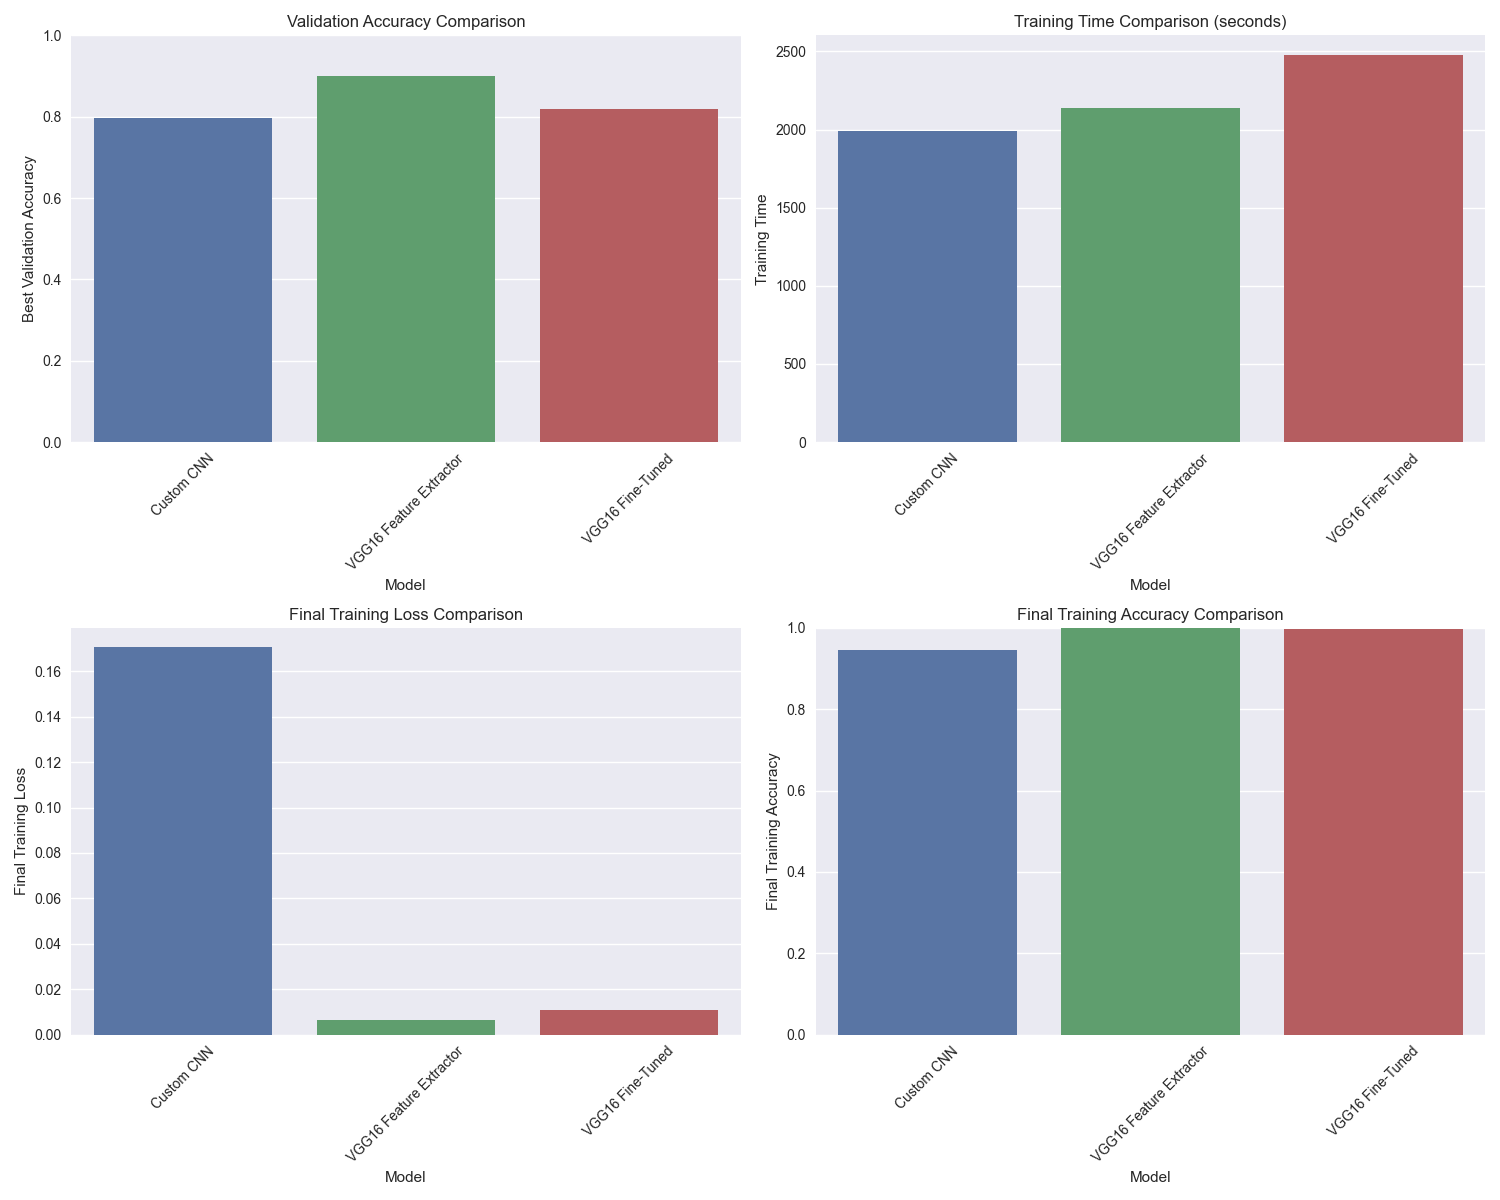 Validation Accuracy Comparison
1.0
0.8
0.6
0.4
0.2
0.0
Best Validation Accuracy
Custom CNN
VGG16 Feature Extractor
VGG16 Fine-Tuned
Model
Training Time Comparison (seconds)
2500
2000
1500
1000
500
0
Training Time
Custom CNN
VGG16 Feature Extractor
VGG16 Fine-Tuned
Model
Final Training Loss Comparison
0.16
0.14
0.12
0.10
0.08
0.06
0.04
0.02
0.00
Final Training Loss
Custom CNN
VGG16 Feature Extractor
VGG16 Fine-Tuned
Model
Final Training Accuracy Comparison
1.0
0.8
0.6
0.4
0.2
0.0
Final Training Accuracy
Custom CNN
VGG16 Feature Extractor
VGG16 Fine-Tuned
Model